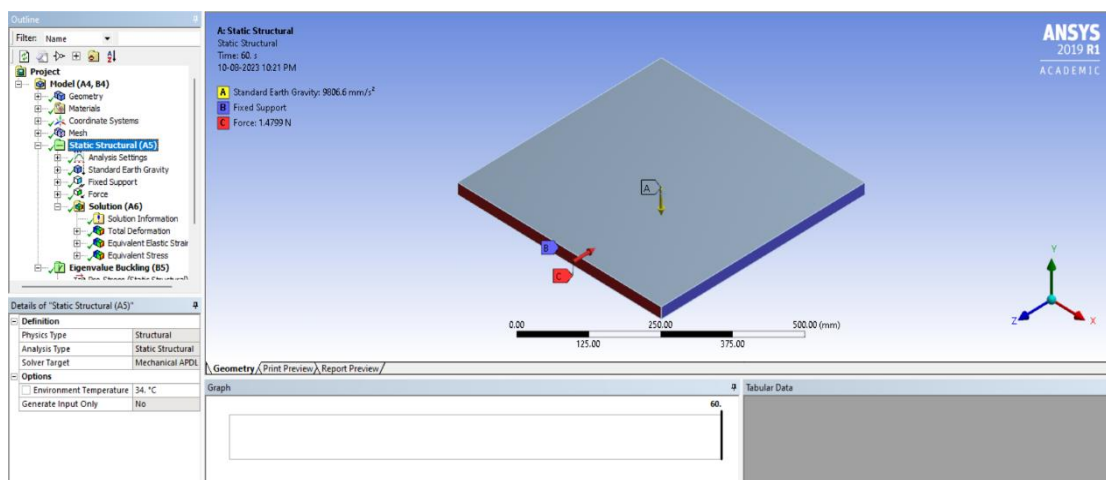 Outline
Filter: Name
Project
Model (A4, B4)
Geometry
Materials
Coordinate Systems
Mesh
Static Structural (A5)
Analysis Settings
Standard Earth Gravity
Fixed Support
Force
Solution (A6)
Solution Information
Total Deformation
Equivalent Elastic Strair
Equivalent Stress
Eigenvalue Buckling (B5)
Details of "Static Structural (A5)"
Definition
Physics Type Structural
Analysis Type Static Structural
Solver Target Mechanical APDL
Options
Environment Temperature 34. °C
Generate Input Only No
A: Static Structural
Static Structural
Time: 60. s
10-08-2023 10:21 PM
A Standard Earth Gravity: 9806.6 mm/s²
B Fixed Support
C Force: 1.4799 N
ANSYS
2019 R1
ACADEMIC
A
B
C
0.00 250.00 500.00 (mm)
125.00 375.00
Y
Z X
Geometry Print Preview Report Preview
Graph
60.
Tabular Data